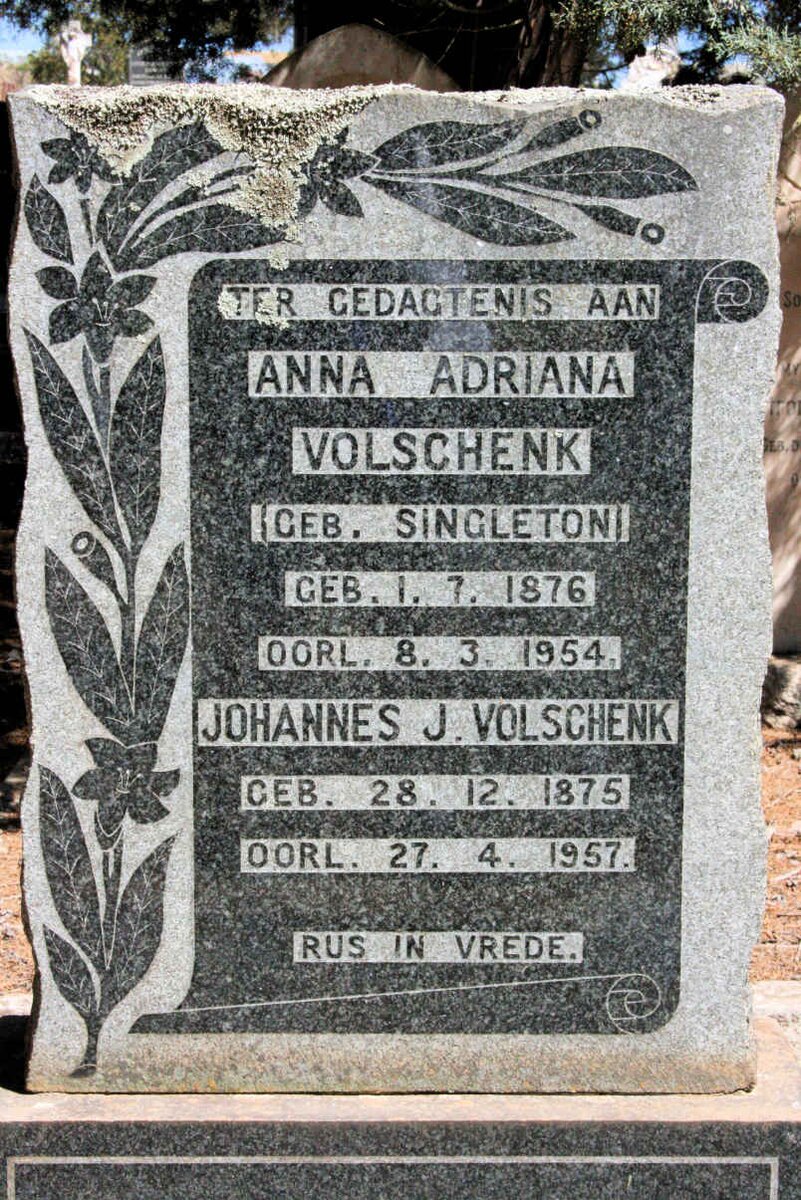 TER GEDAGTENIS AAN
ANNA ADRIANA
VOLSCHENK
(GEB. SINGLETON)
GEB. 1. 7. 1876
OORL. 8. 3. 1954.
JOHANNES J. VOLSCHENK
GEB. 28. 12. 1875
OORL. 27. 4. 1957.
RUS IN VREDE.